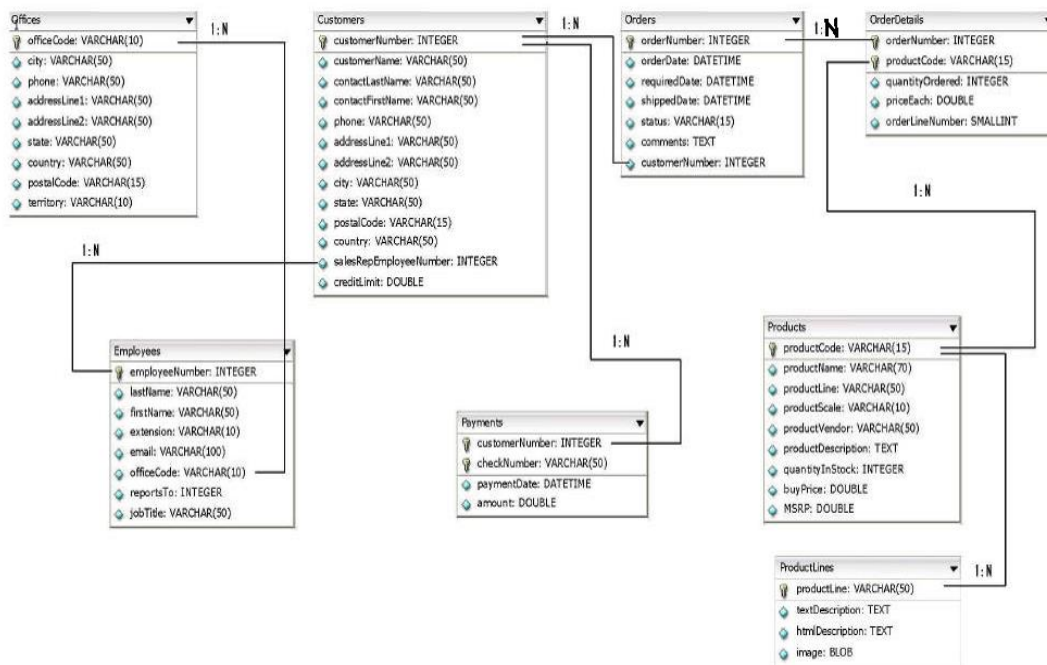 Offices
officeCode: VARCHAR(10)
city: VARCHAR(50)
phone: VARCHAR(50)
addressLine1: VARCHAR(50)
addressLine2: VARCHAR(50)
state: VARCHAR(50)
country: VARCHAR(50)
postalCode: VARCHAR(15)
territory: VARCHAR(10)
1:N
Customers
customerNumber: INTEGER
customerName: VARCHAR(50)
contactLastName: VARCHAR(50)
contactFirstName: VARCHAR(50)
phone: VARCHAR(50)
addressLine1: VARCHAR(50)
addressLine2: VARCHAR(50)
city: VARCHAR(50)
state: VARCHAR(50)
postalCode: VARCHAR(15)
country: VARCHAR(50)
salesRepEmployeeNumber: INTEGER
creditLimit: DOUBLE
1:N
Orders
orderNumber: INTEGER
orderDate: DATETIME
requiredDate: DATETIME
shippedDate: DATETIME
status: VARCHAR(15)
comments: TEXT
customerNumber: INTEGER
1:N
OrderDetails
orderNumber: INTEGER
productCode: VARCHAR(15)
quantityOrdered: INTEGER
priceEach: DOUBLE
orderLineNumber: SMALLINT
1:N
1:N
Employees
employeeNumber: INTEGER
lastName: VARCHAR(50)
firstName: VARCHAR(50)
extension: VARCHAR(10)
email: VARCHAR(100)
officeCode: VARCHAR(10)
reportsTo: INTEGER
jobTitle: VARCHAR(50)
1:N
Payments
customerNumber: INTEGER
checkNumber: VARCHAR(50)
paymentDate: DATETIME
amount: DOUBLE
Products
productCode: VARCHAR(15)
productName: VARCHAR(70)
productLine: VARCHAR(50)
productScale: VARCHAR(10)
productVendor: VARCHAR(50)
productDescription: TEXT
quantityInStock: INTEGER
buyPrice: DOUBLE
MSRP: DOUBLE
1:N
ProductLines
productLine: VARCHAR(50)
textDescription: TEXT
htmlDescription: TEXT
image: BLOB